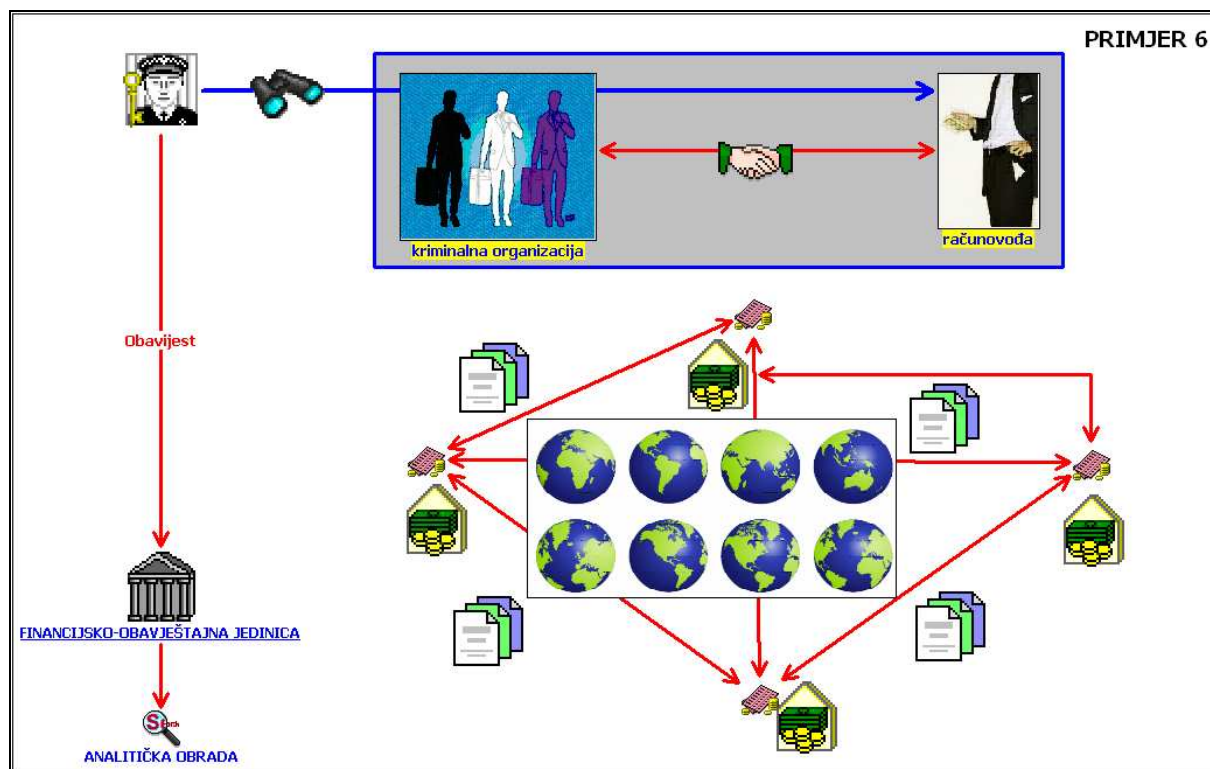 PRIMJER 6
kriminalna organizacija
računovođa
Obavijest
FINANCIJSKO-OBAVJEŠTAJNA JEDINICA
ANALITIČKA OBRADA